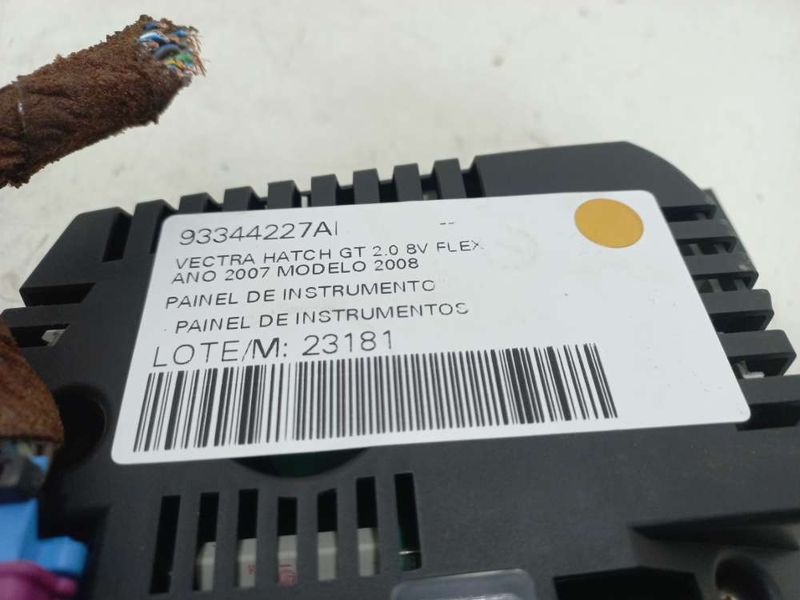 93344227AI --
VECTRA HATCH GT 2.0 8V FLEX.
ANO 2007 MODELO 2008
PAINEL DE INSTRUMENTO
. PAINEL DE INSTRUMENTOS
LOTE/M: 23181